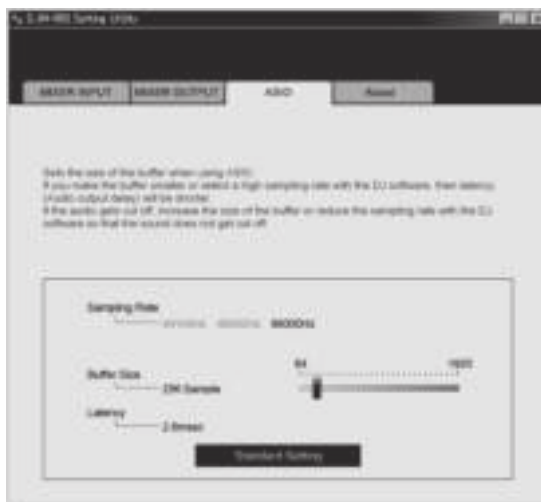 Setting Utility
MIXER INPUT
MIXER OUTPUT
ASIO
About
Sets the size of the buffer when using ASIO.
If you make the buffer smaller or select a high sampling rate with the DJ software, then latency
(Audio output delay) will be shorter.
If the audio gets cut off, increase the size of the buffer or reduce the sampling rate with the DJ
software so that the sound does not get cut off.
Sampling Rate
96000Hz
64
Buffer Size
Sample
Latency
Standard Setting